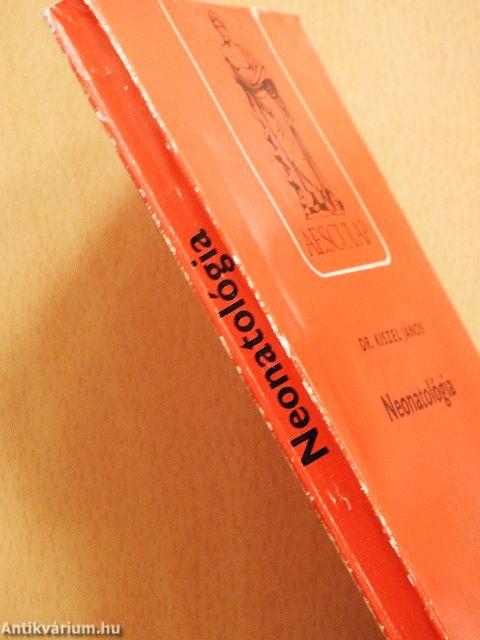 AESCULAP
DR. KISZEL JÁNOS
Neonatológia
Neonatológia
Antikvárium.hu